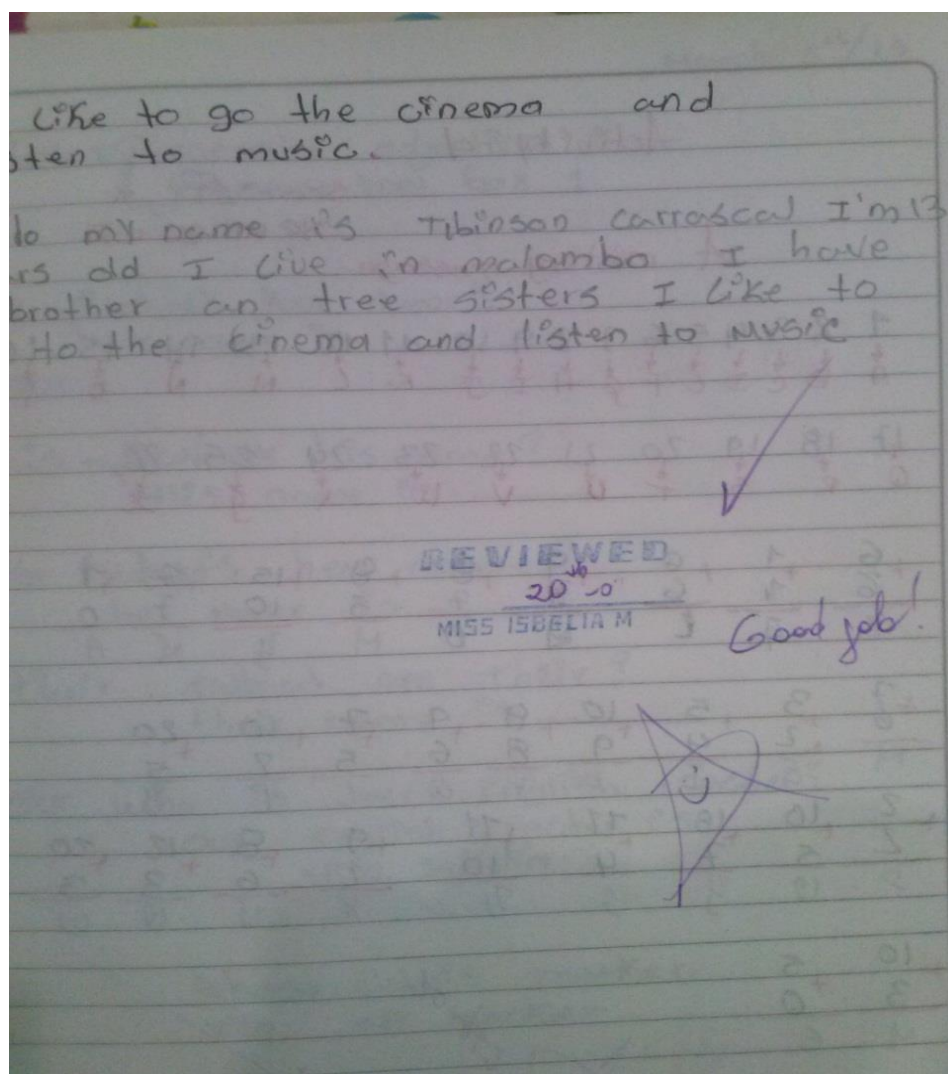 Like to go the cinema and
sten to music.
lo my name is Tibinson carrascal I'm 13
rs old I live in malambo I have
brother an tree sisters I Like to
to the cinema and listen to Music
REVIEWED
20
MISS ISBELIA M
Good job!